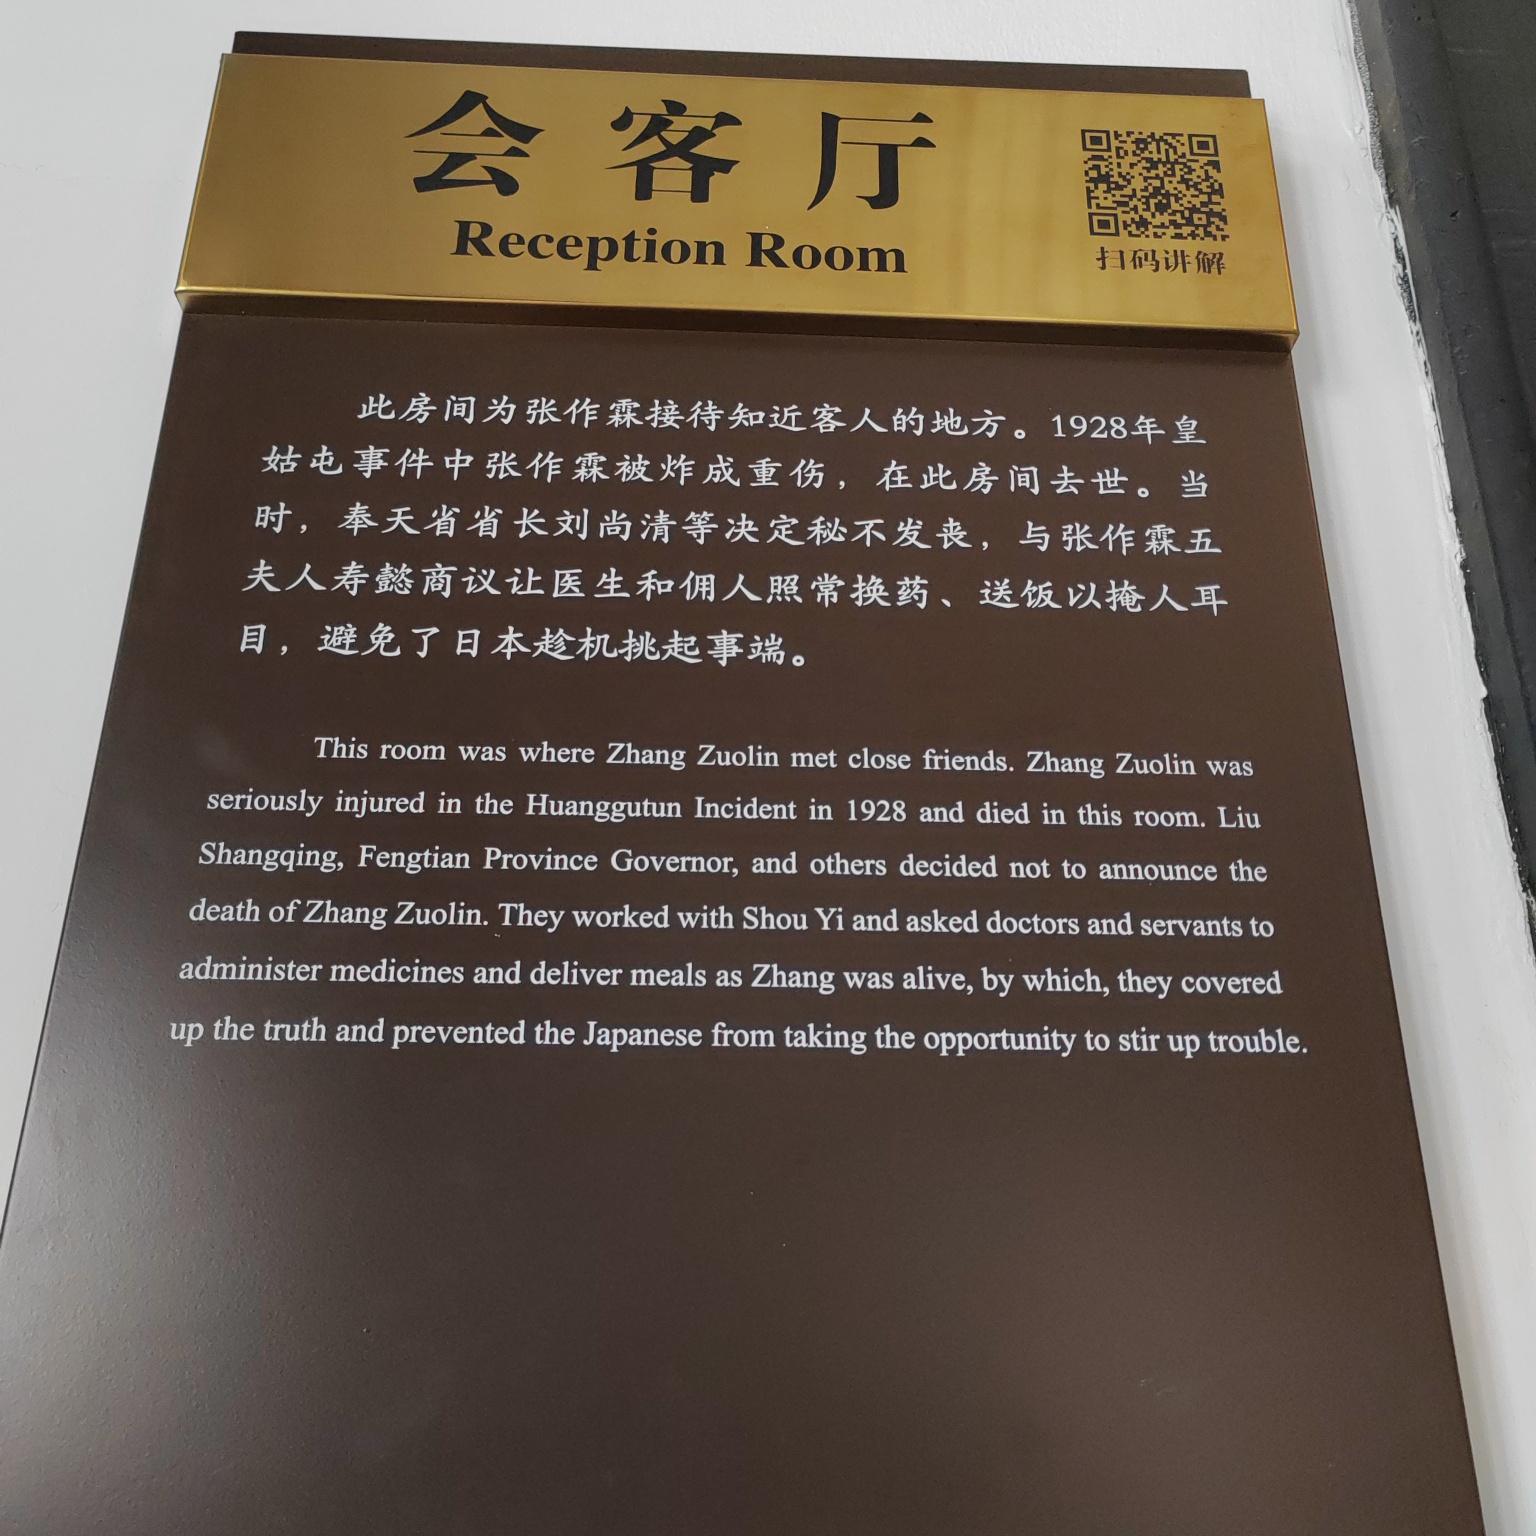 会客厅
Reception Room
扫码讲解
此房间为张作霖接待知近客人的地方。1928年皇
姑屯事件中张作霖被炸成重伤，在此房间去世。当
时，奉天省省长刘尚清等决定秘不发丧，与张作霖五
夫人寿懿商议让医生和佣人照常换药、送饭以掩人耳
目，避免了日本趁机挑起事端。
This room was where Zhang Zuolin met close friends. Zhang Zuolin was
seriously injured in the Huanggutun Incident in 1928 and died in this room. Liu
Shangqing, Fengtian Province Governor, and others decided not to announce the
death of Zhang Zuolin. They worked with Shou Yi and asked doctors and servants to
administer medicines and deliver meals as Zhang was alive, by which, they covered
up the truth and prevented the Japanese from taking the opportunity to stir up trouble.